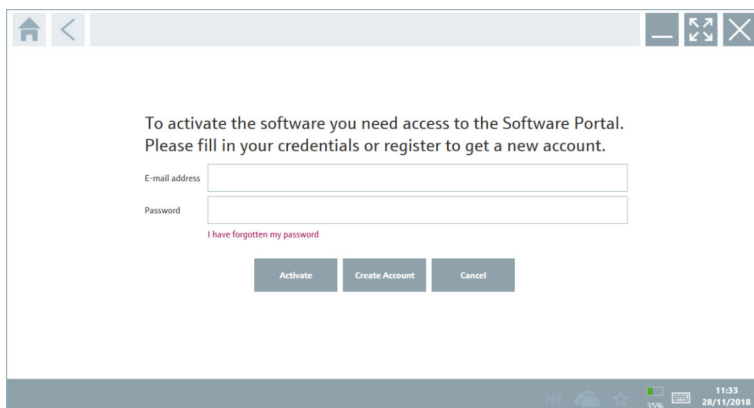 To activate the software you need access to the Software Portal.
Please fill in your credentials or register to get a new account.
E-mail address
Password
I have forgotten my password
Activate
Create Account
Cancel
35%
11:33
28/11/2018